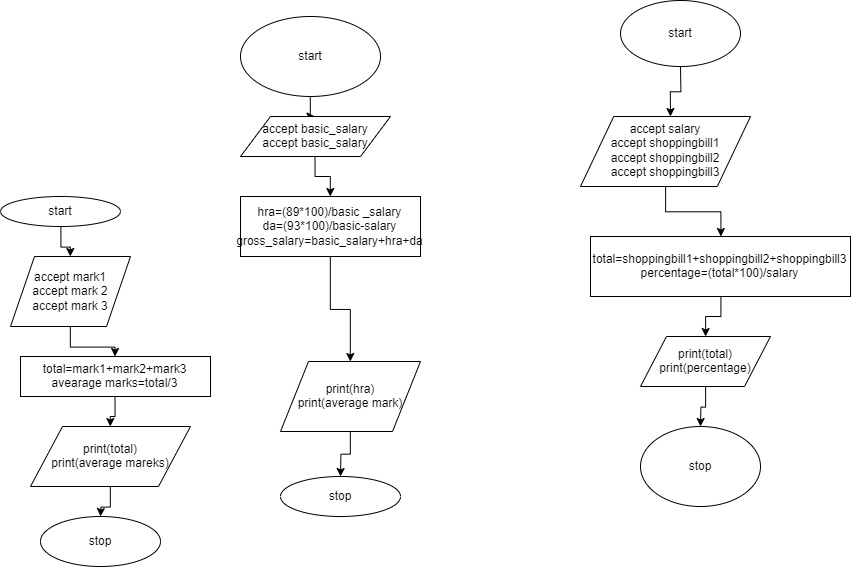 start
accept mark1
accept mark 2
accept mark 3
total=mark1+mark2+mark3
avearage marks=total/3
print(total)
print(average mareks)
stop
start
accept basic_salary
accept basic_salary
hra=(89*100)/basic _salary
da=(93*100)/basic-salary
gross_salary=basic_salary+hra+da
print(hra)
print(average mark)
stop
start
accept salary
accept shoppingbill1
accept shoppingbill2
accept shoppingbill3
total=shoppingbill1+shoppingbill2+shoppingbill3
percentage=(total*100)/salary
print(total)
print(percentage)
stop